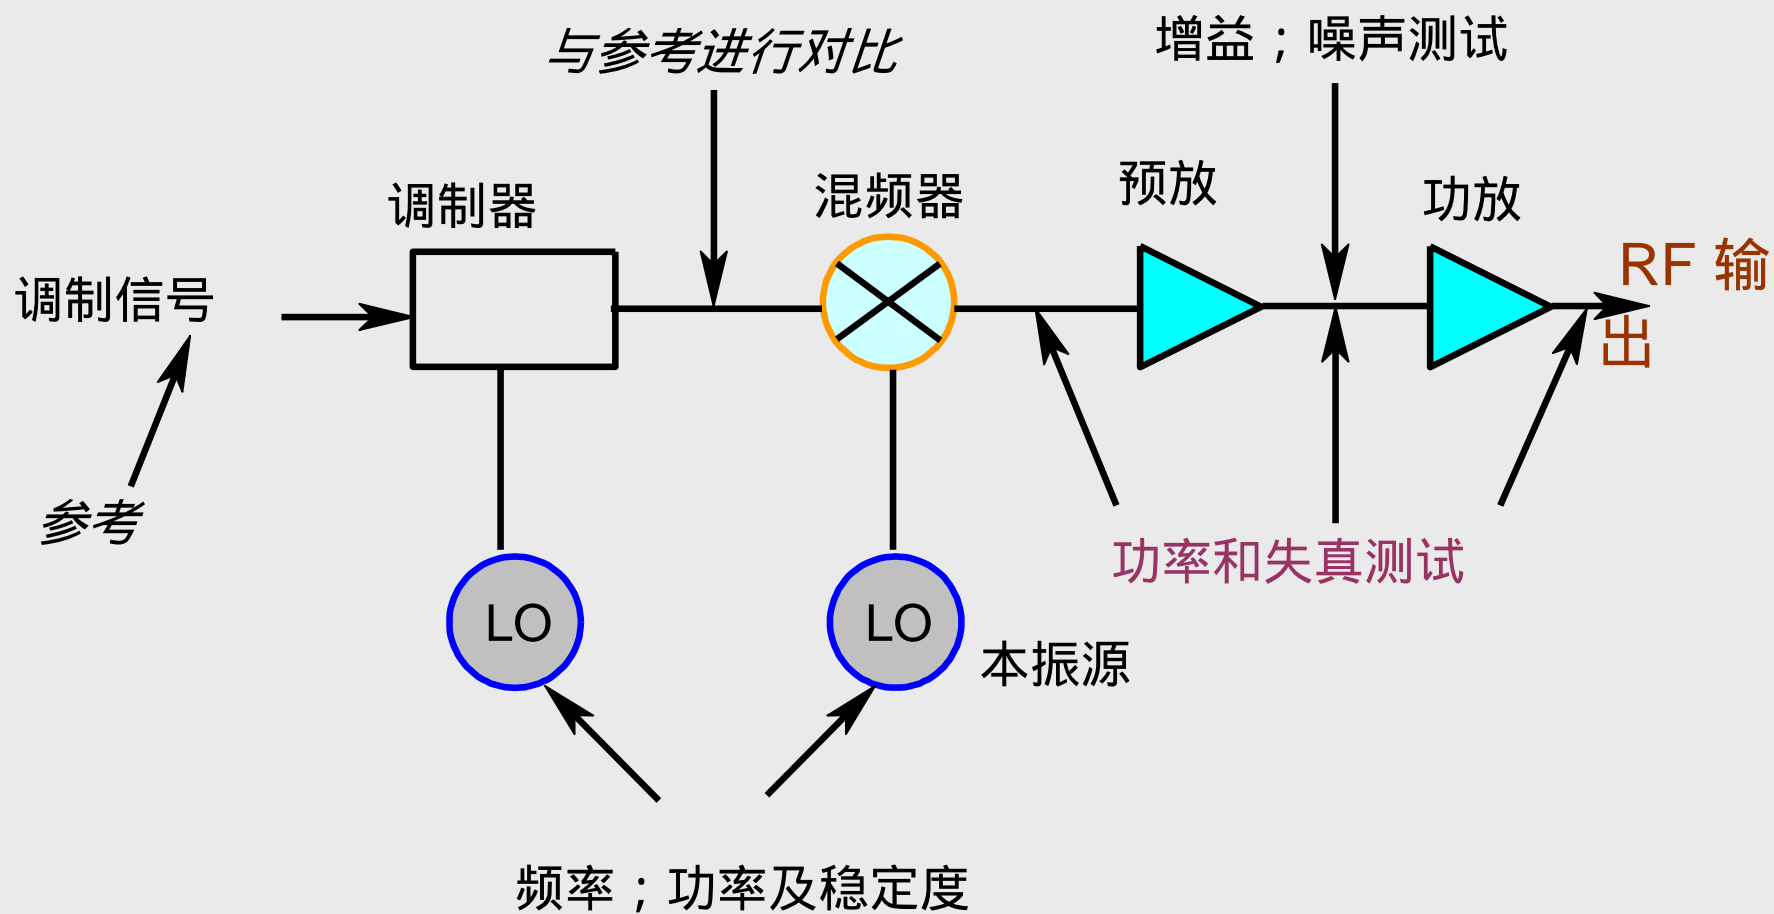 与参考进行对比
增益；噪声测试
调制器
混频器
预放
功放
调制信号
RF 输
出
参考
功率和失真测试
LO
LO
本振源
频率；功率及稳定度